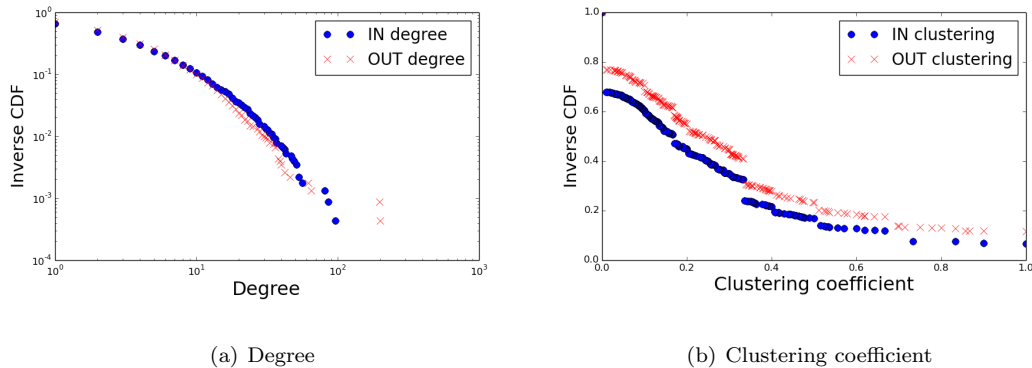 10^0
10^-1
10^-2
10^-3
10^-4
Inverse CDF
IN degree
OUT degree
10^0 10^1 10^2 10^3
Degree
(a) Degree
1.0
0.8
0.6
0.4
0.2
0.0
Inverse CDF
IN clustering
OUT clustering
0.0 0.2 0.4 0.6 0.8 1.0
Clustering coefficient
(b) Clustering coefficient